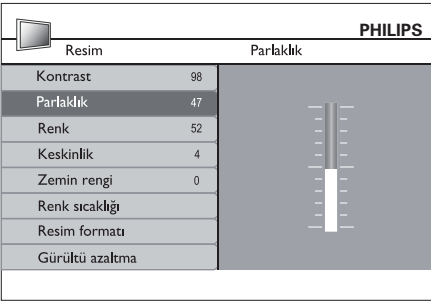 PHILIPS
Resim Parlaklık
Kontrast 98
Parlaklık 47
Renk 52
Keskinlik 4
Zemin rengi 0
Renk sıcaklığı
Resim formatı
Gürültü azaltma